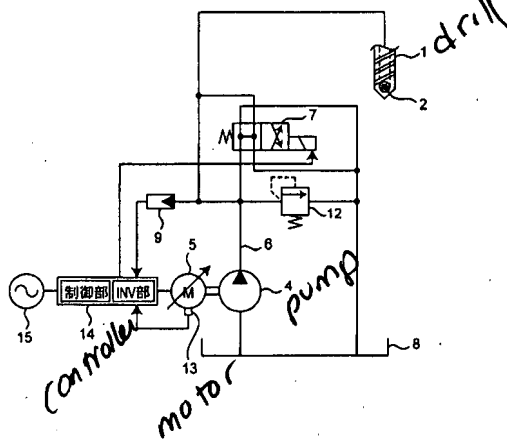 drill
1
2
7
12
9
6
5
M
4
pump
制御部 INV部
15
14
13
8
controller
motor